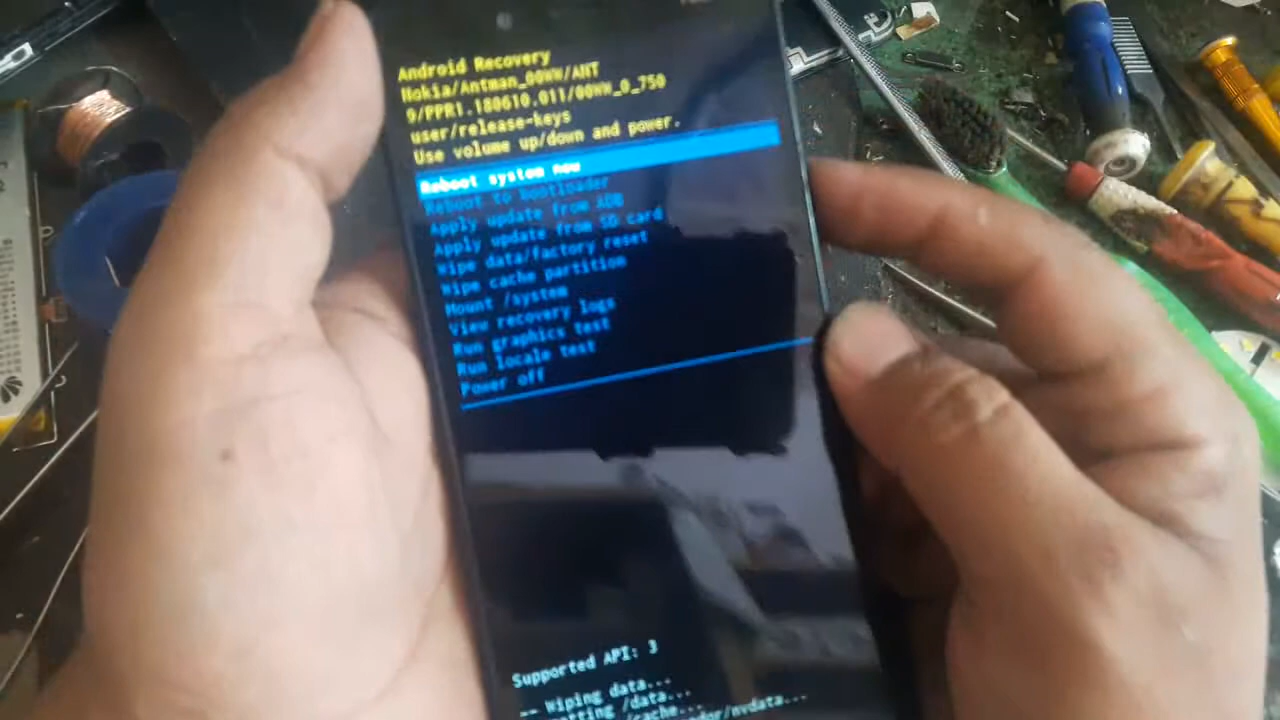 Android Recovery
Nokia/Antman_00WW/ANT
9/PPR1.180610.011/00WW_0_750
user/release-keys
Use volume up/down and power.
Reboot system now
Reboot to bootloader
Apply update from ADB
Apply update from SD card
Wipe data/factory reset
Wipe cache partition
Mount /system
View recovery logs
Run graphics test
Run locale test
Power off
Supported API: 3
-- Wiping data...
/data...
/cache...